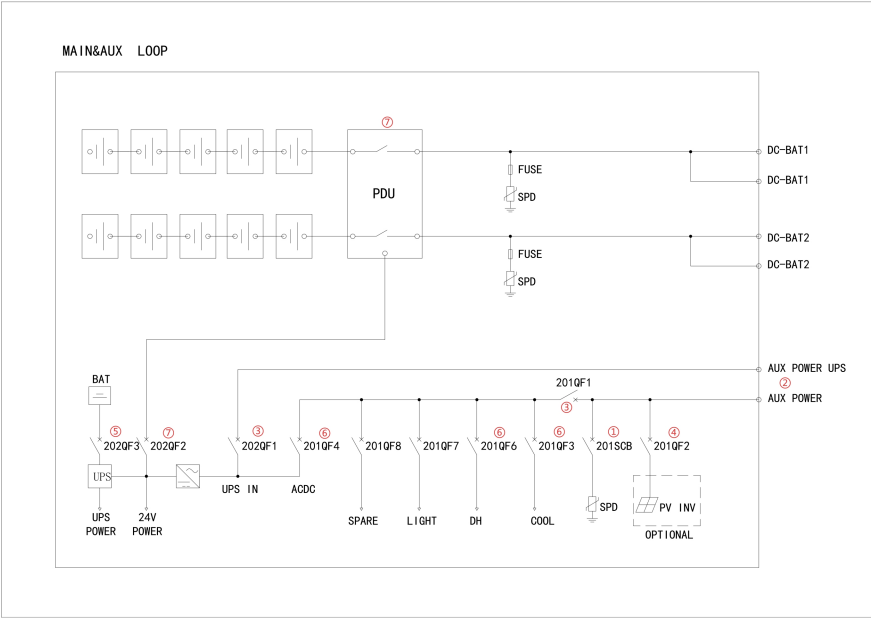 MAIN&AUX LOOP
⑦
DC-BAT1
FUSE
DC-BAT1
PDU
SPD
DC-BAT2
FUSE
DC-BAT2
SPD
AUX POWER UPS
BAT
201QF1
②
③
AUX POWER
⑤
⑦
③
⑥
⑥
⑥
①
④
202QF3
202QF2
202QF1
201QF4
201QF8
201QF7
201QF6
201QF3
201SCB
201QF2
UPS
UPS IN
ACDC
SPD
PV INV
UPS
POWER
24V
POWER
SPARE
LIGHT
DH
COOL
OPTIONAL